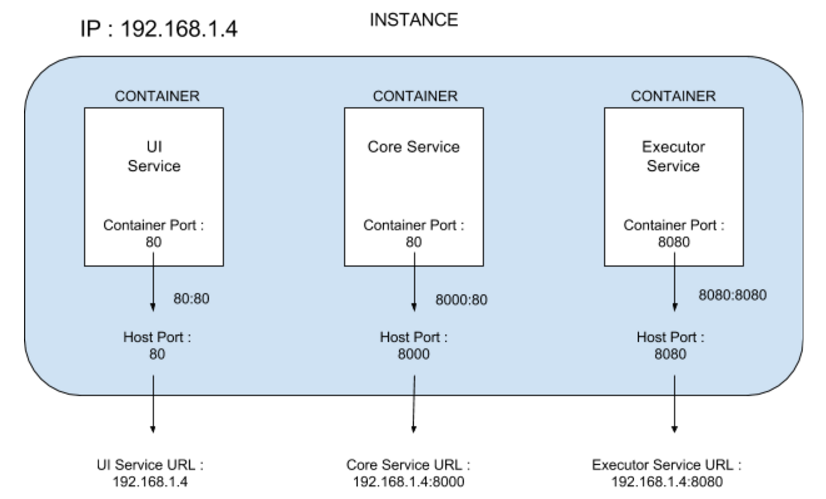 IP : 192.168.1.4
INSTANCE
CONTAINER
UI
Service
Container Port :
80
80:80
Host Port :
80
UI Service URL :
192.168.1.4
CONTAINER
Core Service
Container Port :
80
8000:80
Host Port :
8000
Core Service URL :
192.168.1.4:8000
CONTAINER
Executor
Service
Container Port :
8080
8080:8080
Host Port :
8080
Executor Service URL :
192.168.1.4:8080